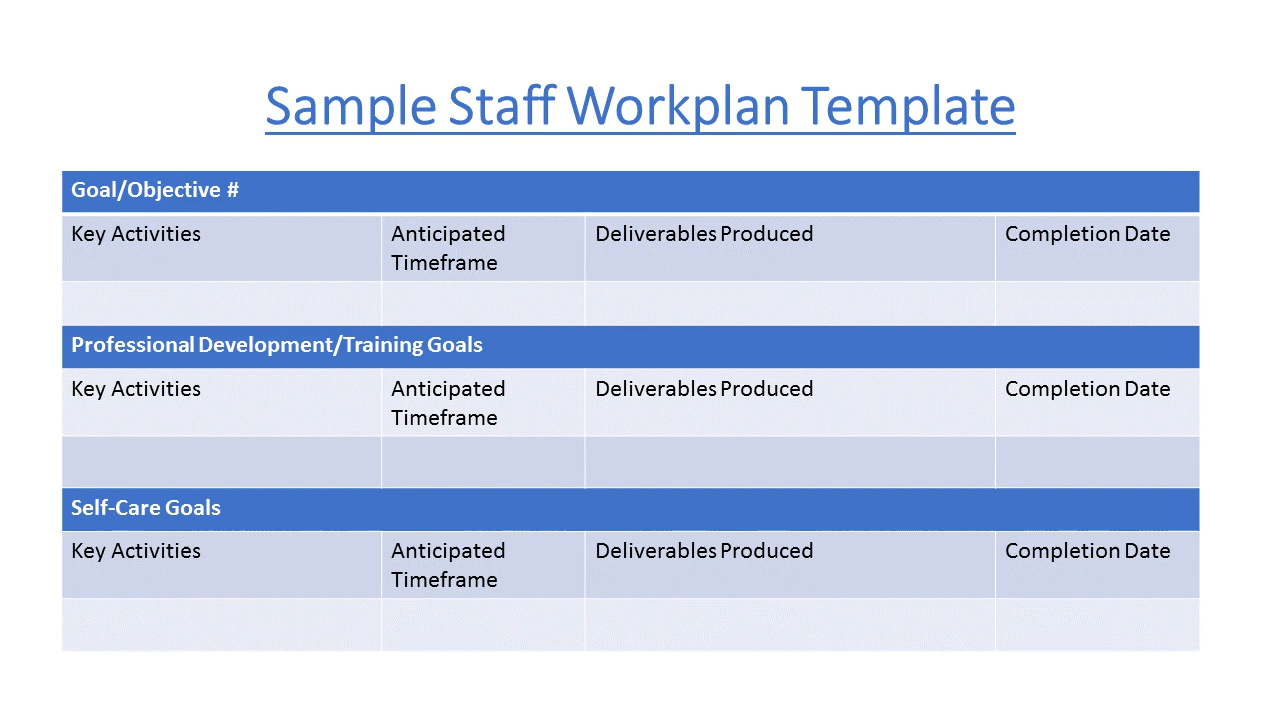 Sample Staff Workplan Template
Goal/Objective #
Key Activities
Anticipated
Timeframe
Deliverables Produced
Completion Date
Professional Development/Training Goals
Key Activities
Anticipated
Timeframe
Deliverables Produced
Completion Date
Self-Care Goals
Key Activities
Anticipated
Timeframe
Deliverables Produced
Completion Date